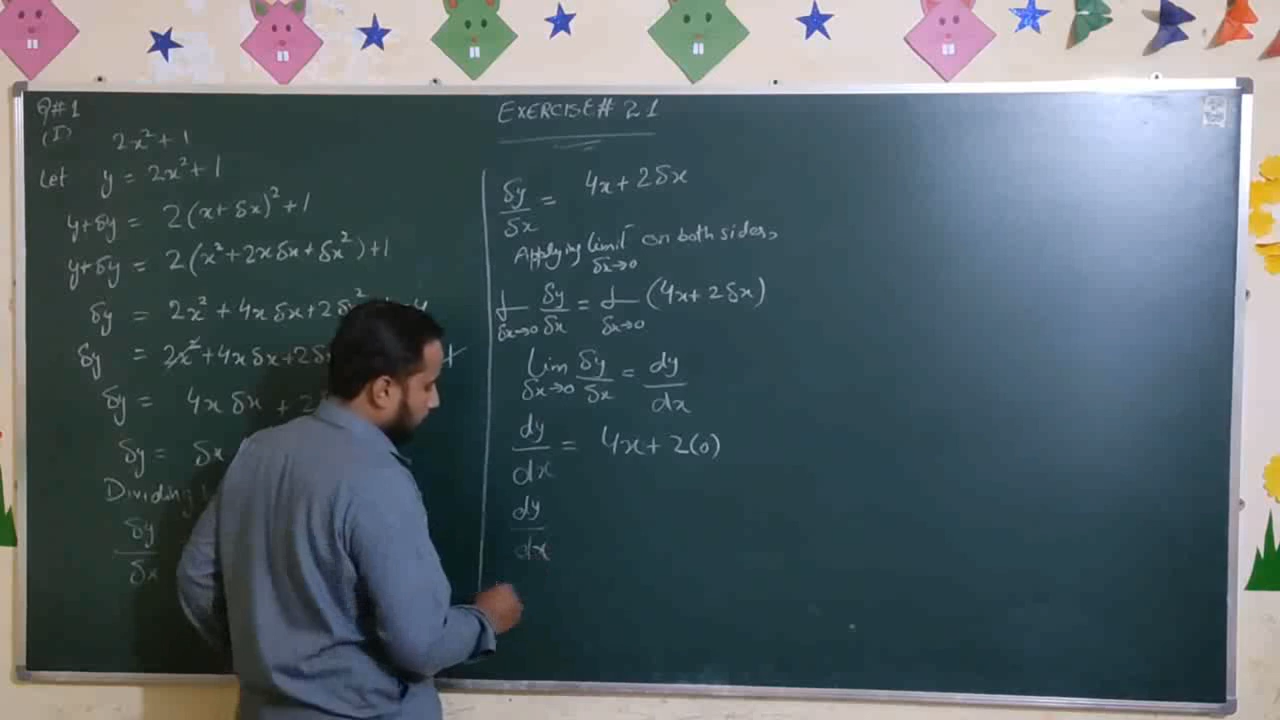 Q#1
(I) 2x² + 1
Let y = 2x² + 1
y+δy = 2(x+δx)² + 1
y+δy = 2(x² + 2xδx + δx²) + 1
δy = 2x² + 4xδx + 2δx²
δy = 2x² + 4xδx + 2δ
δy = 4xδx + 2
δy = δx
Dividing
δy
δx
EXERCISE# 2.1
δy/δx = 4x + 2δx
Applying limit on both sides,
δx→0
l δx→0 δy/δx = l δx→0 (4x + 2δx)
Lim δx→0 δy/δx = dy/dx
dy/dx = 4x + 2(0)
dy/dx